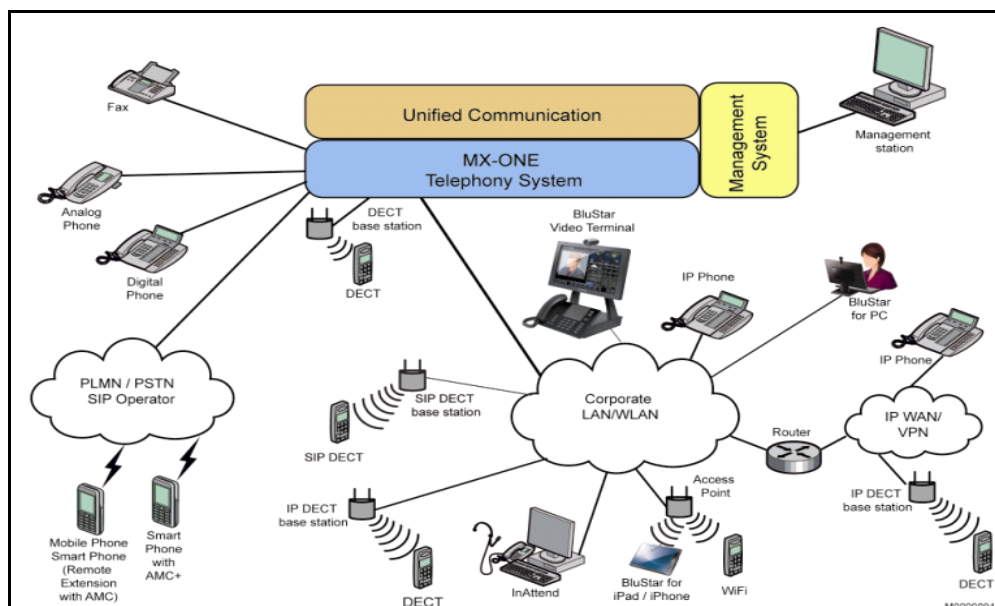 Fax
Unified Communication
Management
System
Management
station
MX-ONE
Telephony System
Analog
Phone
Digital
Phone
DECT
base station
DECT
BluStar
Video Terminal
IP Phone
BluStar
for PC
IP Phone
PLMN / PSTN
SIP Operator
SIP DECT
base station
SIP DECT
Corporate
LAN/WLAN
Router
IP WAN/
VPN
Mobile Phone
Smart Phone
(Remote
Extension
with AMC)
Smart
Phone
with
AMC+
IP DECT
base station
DECT
InAttend
Access
Point
BluStar for
iPad / iPhone
WiFi
IP DECT
base station
DECT